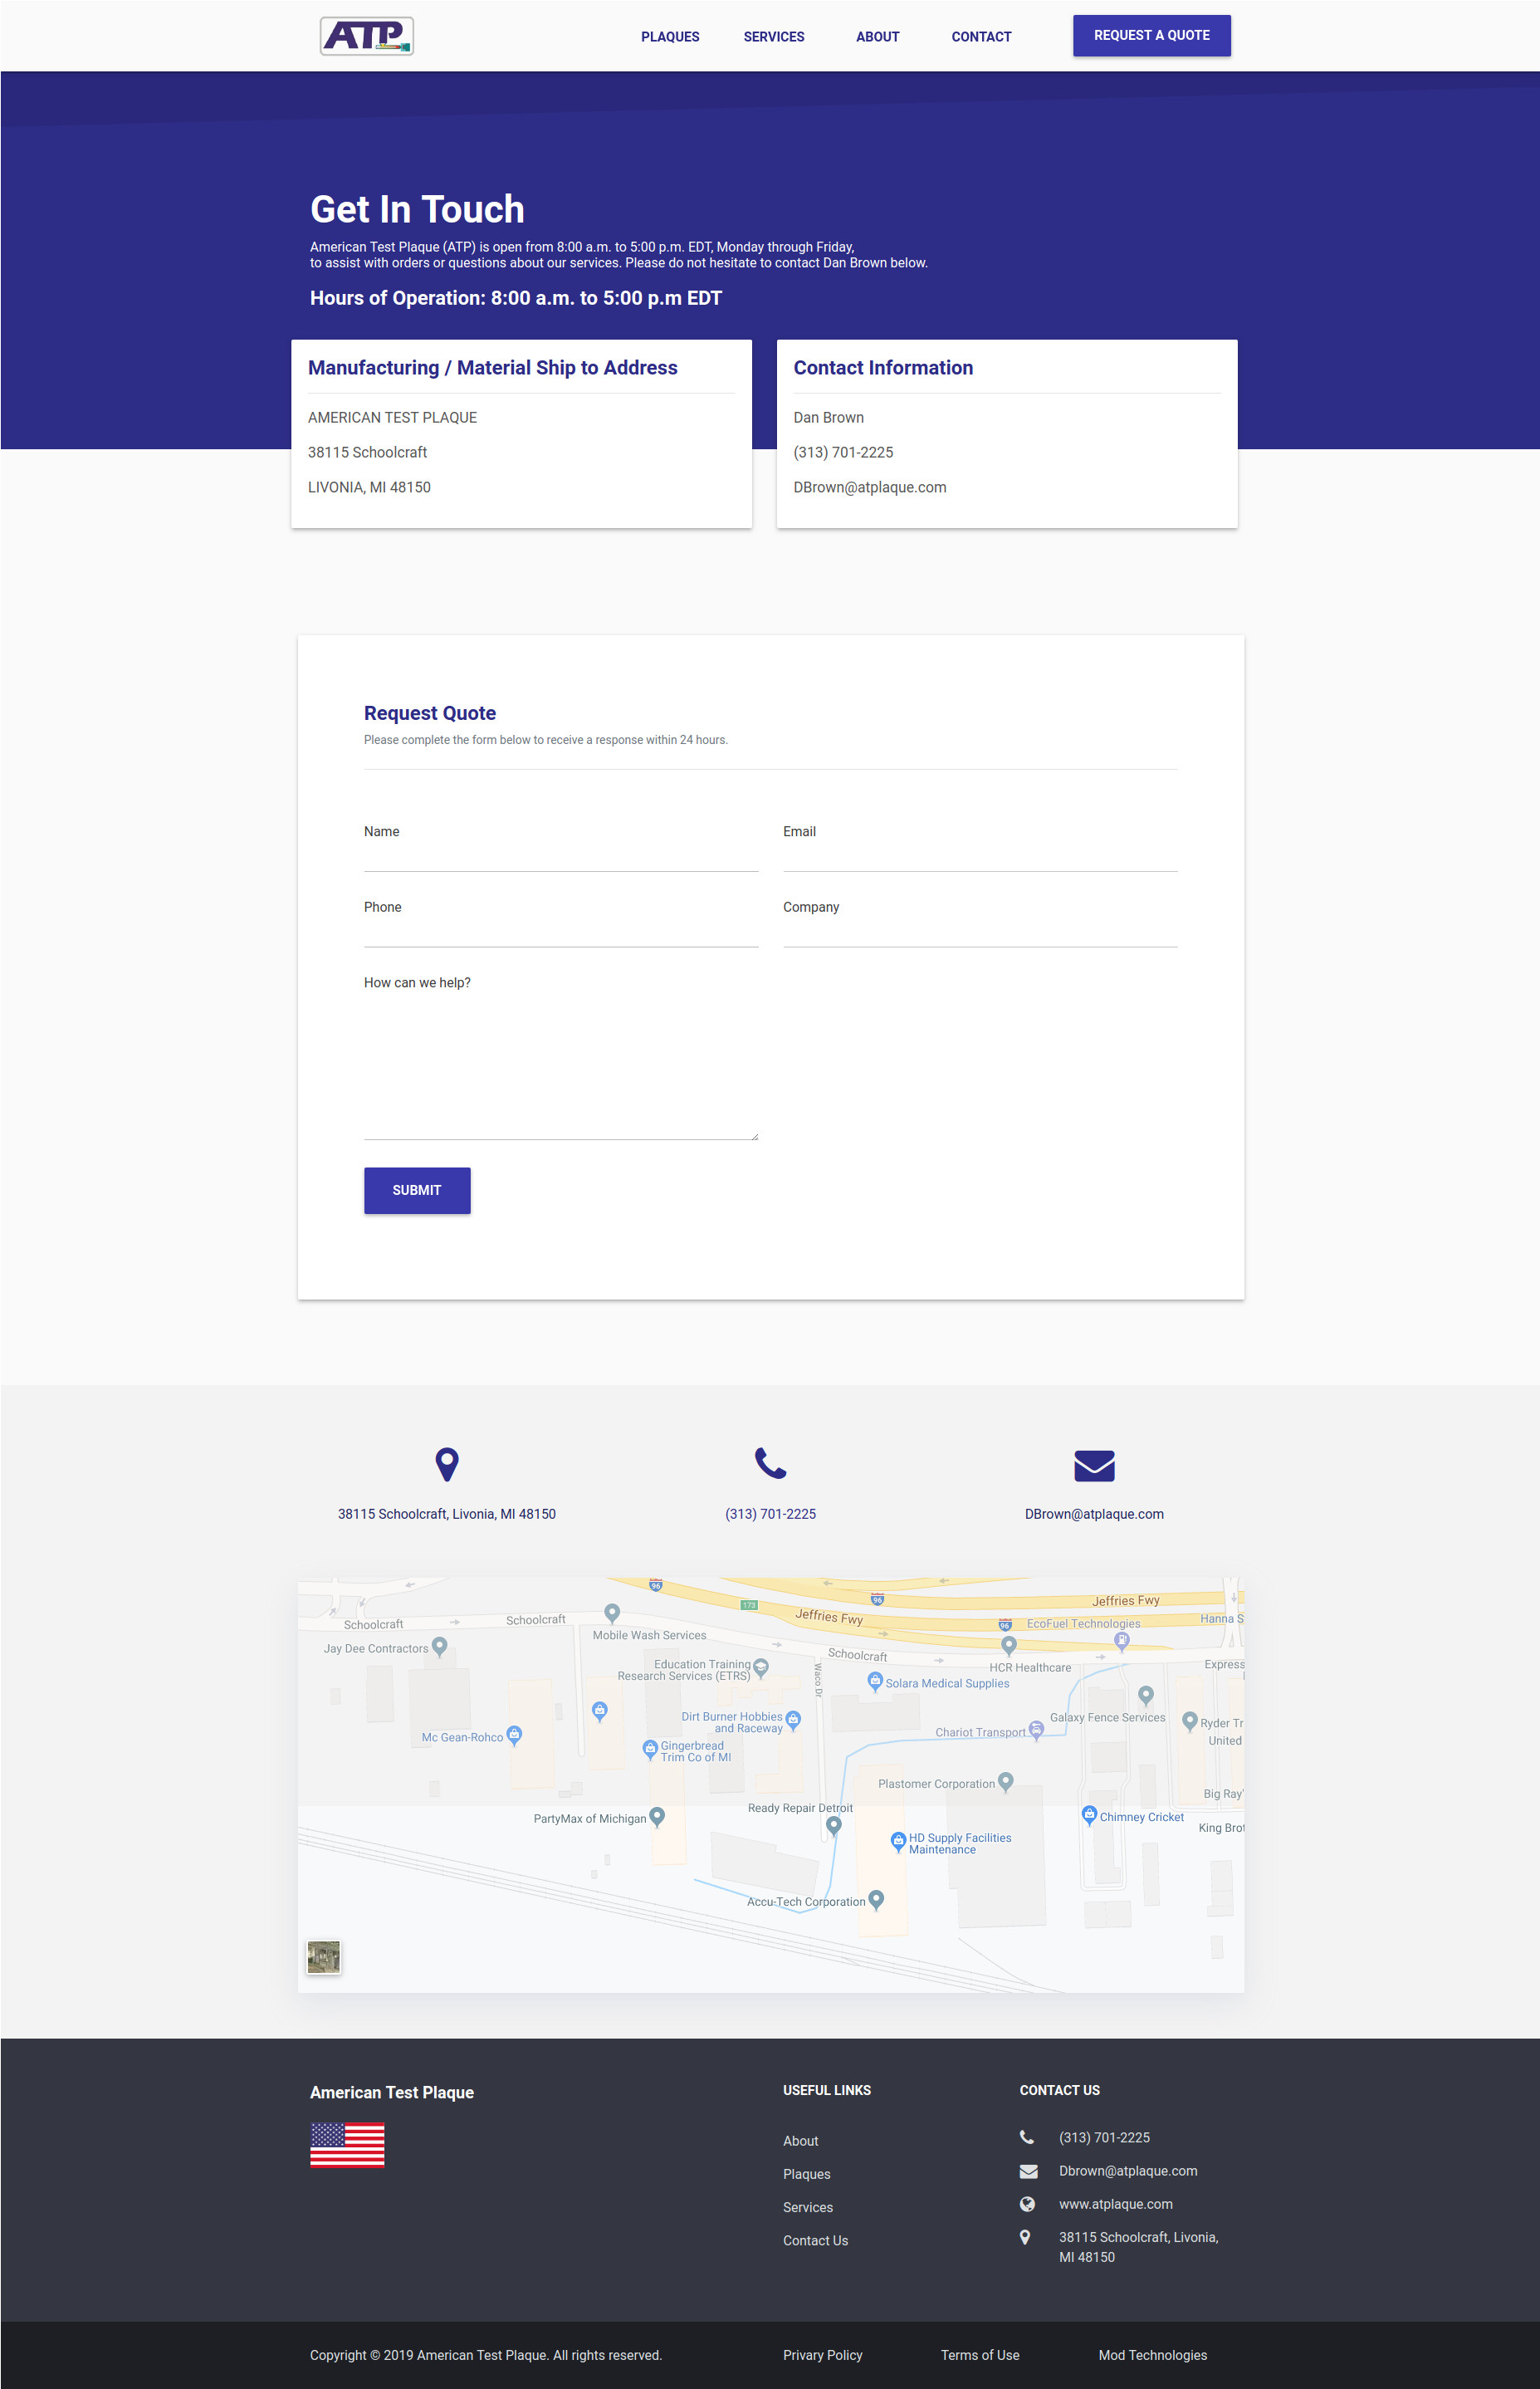 ATP
PLAQUES
SERVICES
ABOUT
CONTACT
REQUEST A QUOTE
Get In Touch
American Test Plaque (ATP) is open from 8:00 a.m. to 5:00 p.m. EDT, Monday through Friday,
to assist with orders or questions about our services. Please do not hesitate to contact Dan Brown below.
Hours of Operation: 8:00 a.m. to 5:00 p.m EDT
Manufacturing / Material Ship to Address
AMERICAN TEST PLAQUE
38115 Schoolcraft
LIVONIA, MI 48150
Contact Information
Dan Brown
(313) 701-2225
DBrown@atplaque.com
Request Quote
Please complete the form below to receive a response within 24 hours.
Name
Email
Phone
Company
How can we help?
SUBMIT
38115 Schoolcraft, Livonia, MI 48150
(313) 701-2225
DBrown@atplaque.com
96
96
173
Jeffries Fwy
Jeffries Fwy
Schoolcraft
Schoolcraft
96
EcoFuel Technologies
Hanna S
Mobile Wash Services
Jay Dee Contractors
Schoolcraft
HCR Healthcare
Express
Education Training
Research Services (ETRS)
Waco Dr
Solara Medical Supplies
Dirt Burner Hobbies
and Raceway
Galaxy Fence Services
Ryder Tr
United
Chariot Transport
Mc Gean-Rohco
Gingerbread
Trim Co of MI
Plastomer Corporation
Big Ray'
Ready Repair Detroit
PartyMax of Michigan
Chimney Cricket
King Brot
HD Supply Facilities
Maintenance
Accu-Tech Corporation
American Test Plaque
USEFUL LINKS
About
Plaques
Services
Contact Us
CONTACT US
(313) 701-2225
Dbrown@atplaque.com
www.atplaque.com
38115 Schoolcraft, Livonia,
MI 48150
Copyright © 2019 American Test Plaque. All rights reserved.
Privary Policy
Terms of Use
Mod Technologies